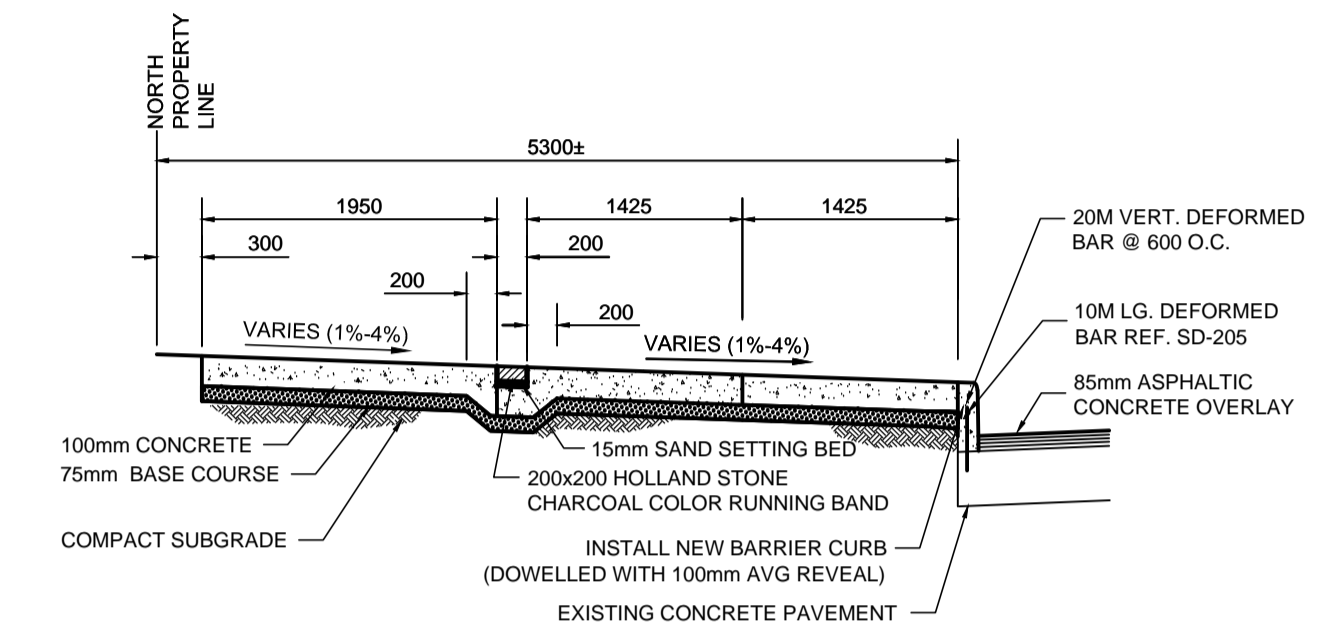 NORTH
PROPERTY
LINE
5300±
1950
1425
1425
300
200
200
200
VARIES (1%-4%)
VARIES (1%-4%)
20M VERT. DEFORMED
BAR @ 600 O.C.
10M LG. DEFORMED
BAR REF. SD-205
85mm ASPHALTIC
CONCRETE OVERLAY
100mm CONCRETE
75mm BASE COURSE
COMPACT SUBGRADE
15mm SAND SETTING BED
200x200 HOLLAND STONE
CHARCOAL COLOR RUNNING BAND
INSTALL NEW BARRIER CURB
(DOWELLED WITH 100mm AVG REVEAL)
EXISTING CONCRETE PAVEMENT